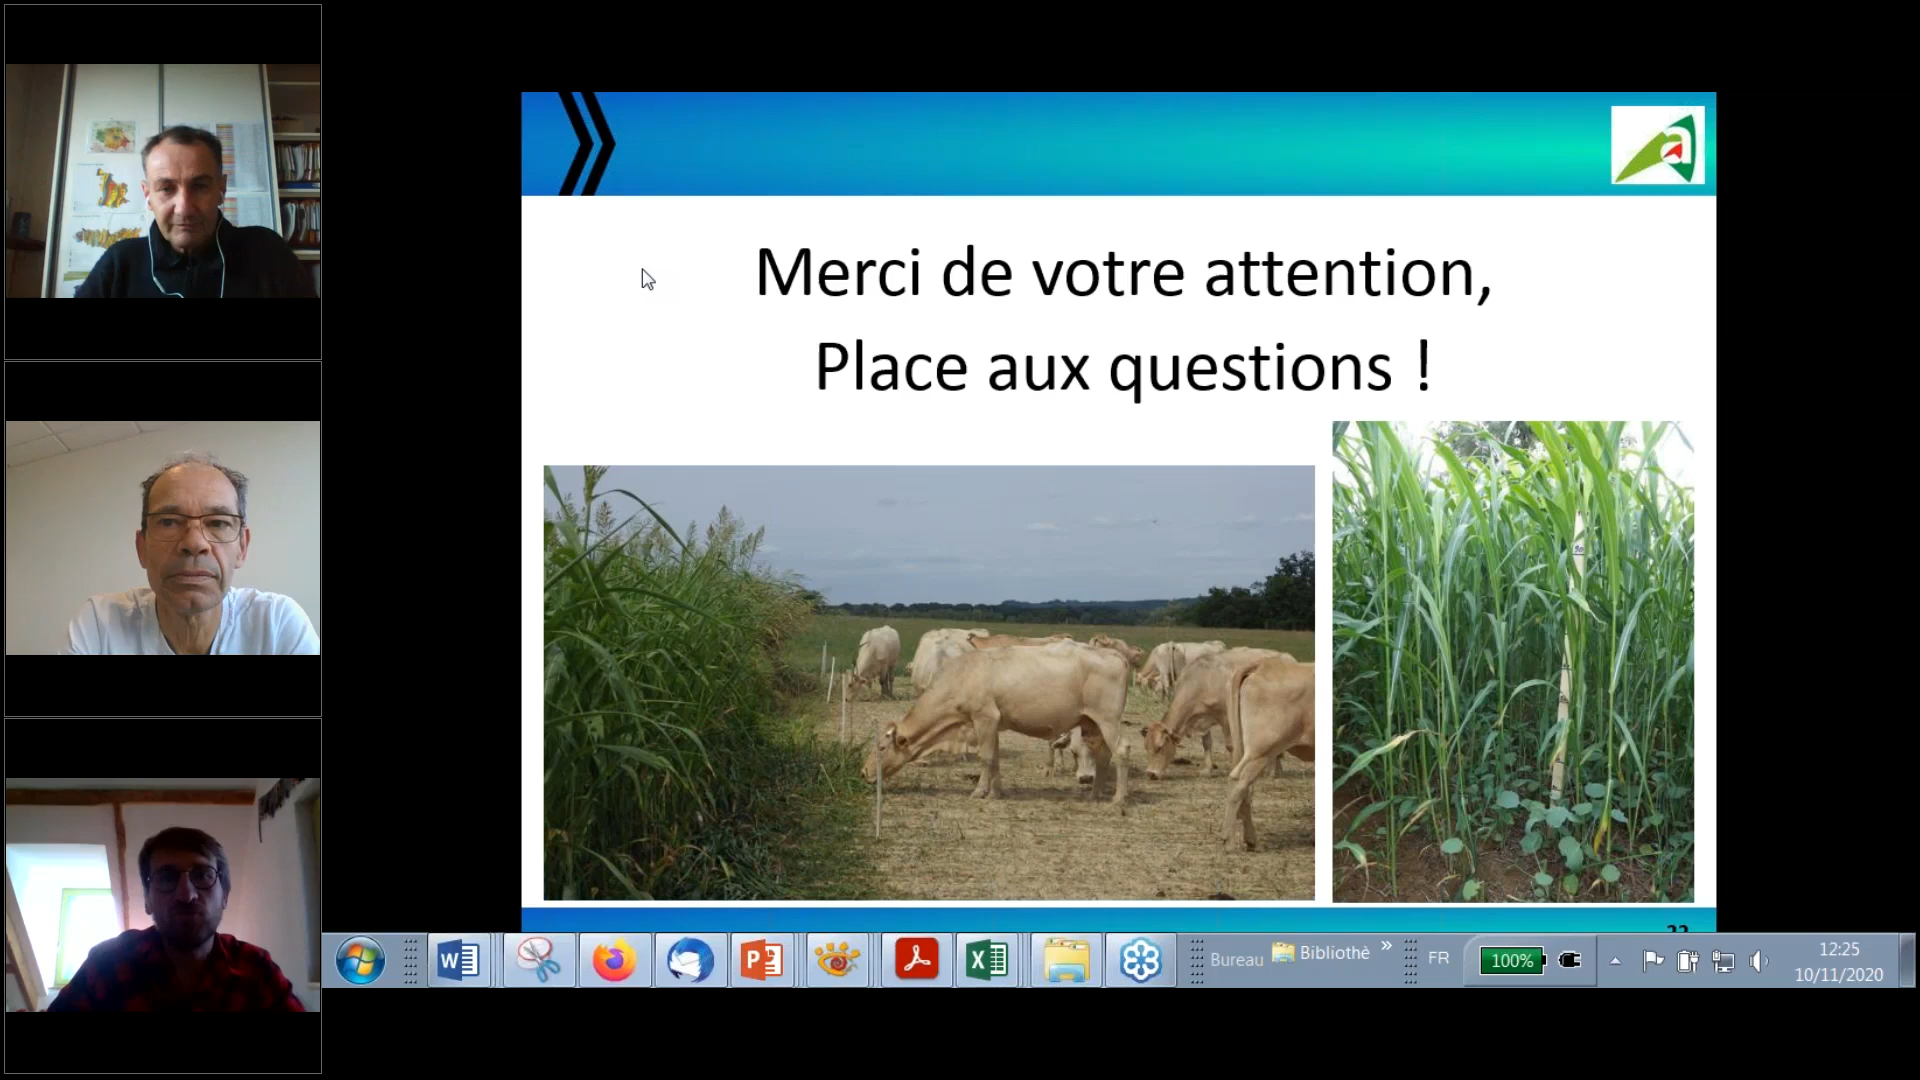 Merci de votre attention,
Place aux questions !
Bureau
Bibliothè
»
FR
100%
12:25
10/11/2020